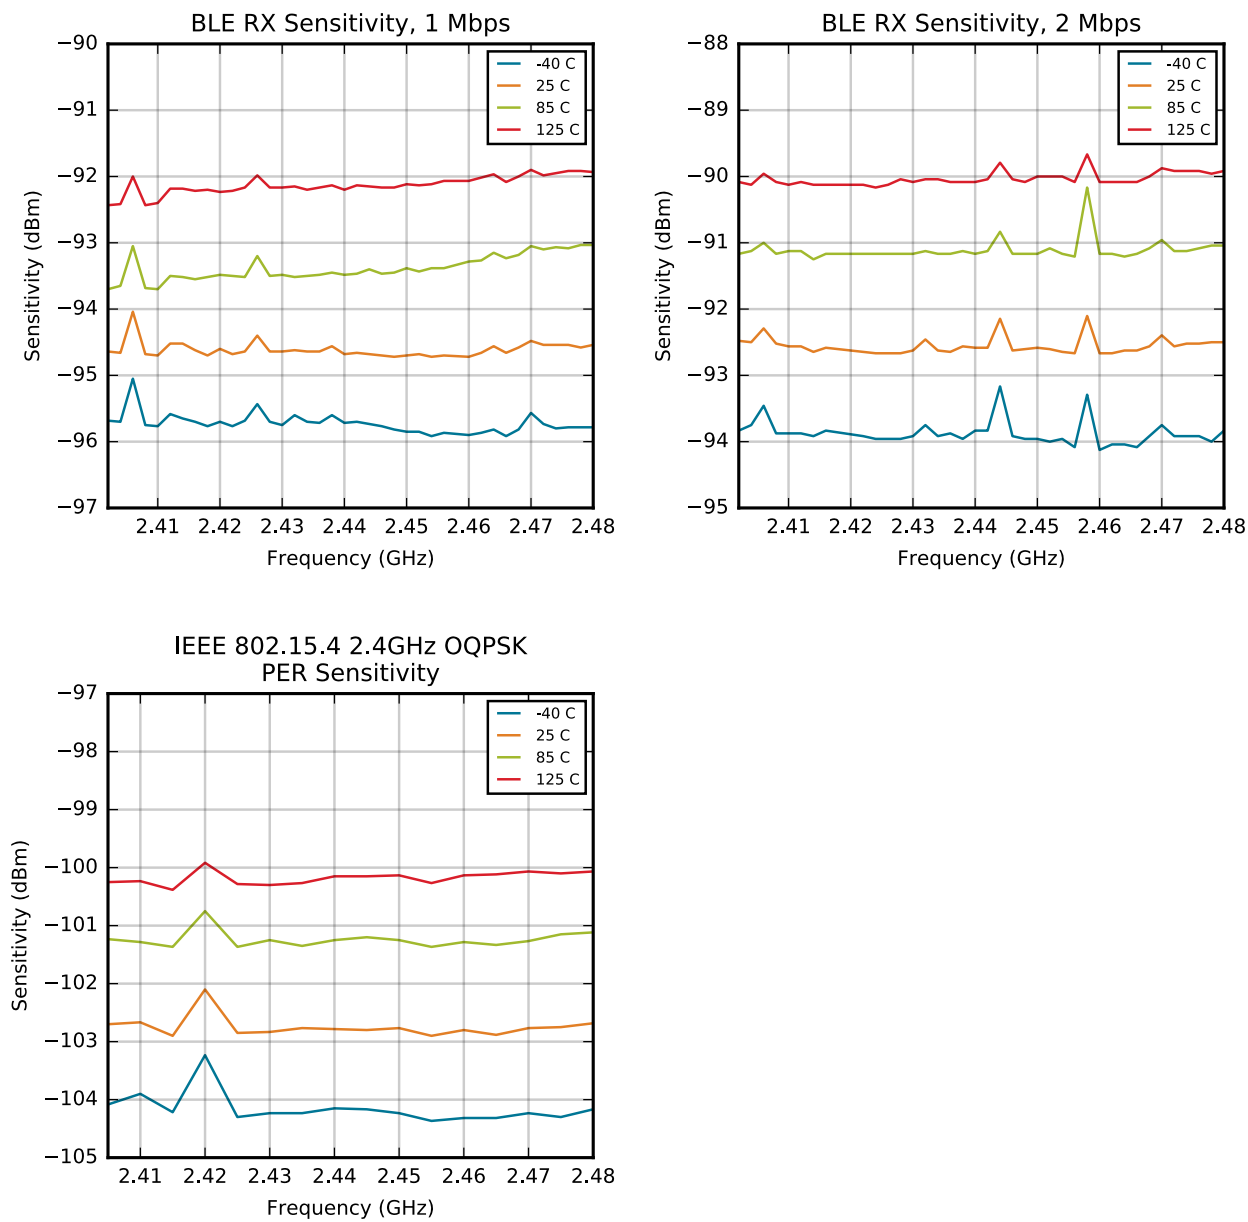 BLE RX Sensitivity, 1 Mbps
−90
−91
−92
−93
−94
−95
−96
−97
Sensitivity (dBm)
-40 C
25 C
85 C
125 C
2.41 2.42 2.43 2.44 2.45 2.46 2.47 2.48
Frequency (GHz)
BLE RX Sensitivity, 2 Mbps
−88
−89
−90
−91
−92
−93
−94
−95
Sensitivity (dBm)
-40 C
25 C
85 C
125 C
2.41 2.42 2.43 2.44 2.45 2.46 2.47 2.48
Frequency (GHz)
IEEE 802.15.4 2.4GHz OQPSK
PER Sensitivity
−97
−98
−99
−100
−101
−102
−103
−104
−105
Sensitivity (dBm)
-40 C
25 C
85 C
125 C
2.41 2.42 2.43 2.44 2.45 2.46 2.47 2.48
Frequency (GHz)